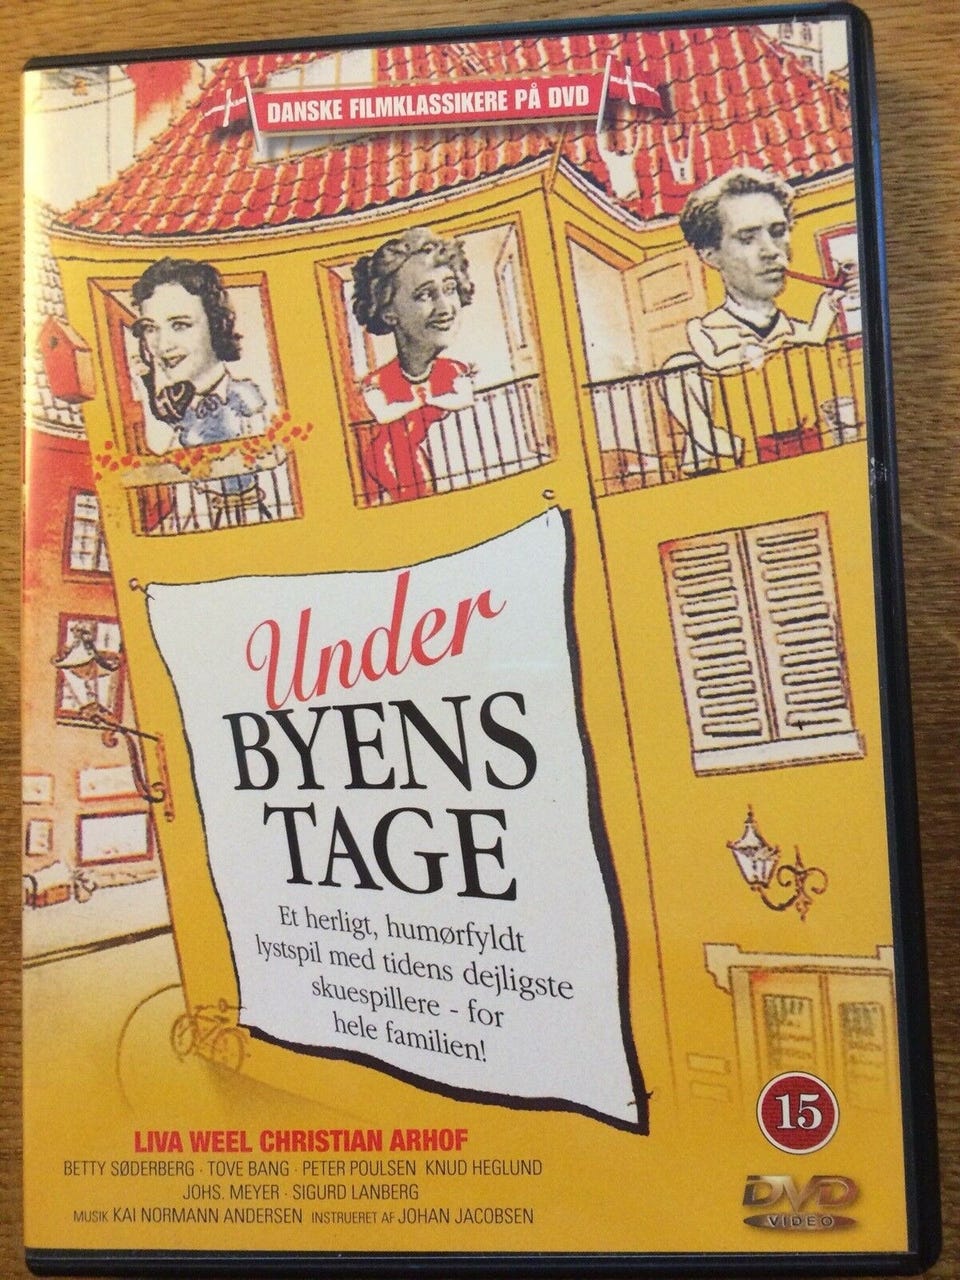 DANSKE FILMKLASSIKERE PÅ DVD
Under
BYENS
TAGE
Et herligt, humørfyldt
lystspil med tidens dejligste
skuespillere - for
hele familien!
15
DVD
VIDEO
LIVA WEEL CHRISTIAN ARHOF
BETTY SØDERBERG · TOVE BANG · PETER POULSEN KNUD HEGLUND
JOHS. MEYER · SIGURD LANBERG
MUSIK KAI NORMANN ANDERSEN INSTRUERET AF JOHAN JACOBSEN